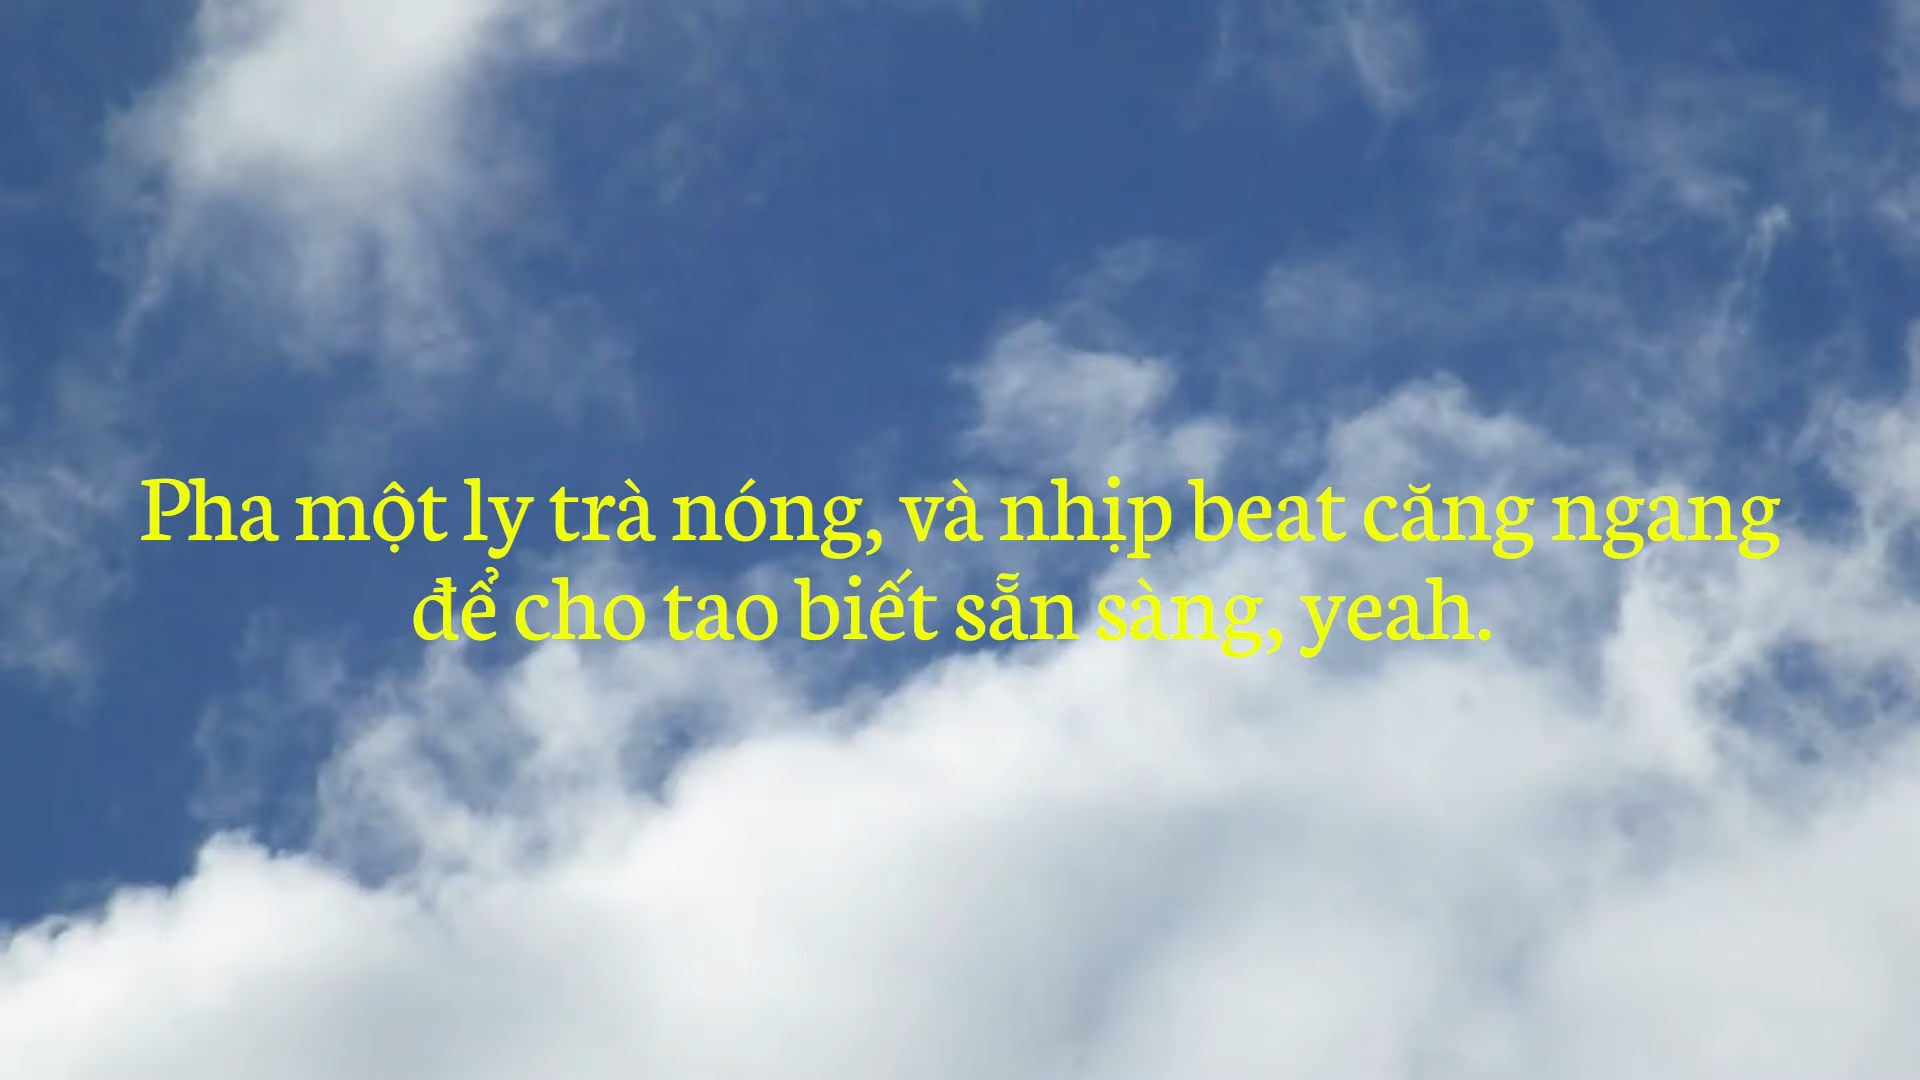 Pha một ly trà nóng, và nhịp beat căng ngang
để cho tao biết sẵn sàng, yeah.